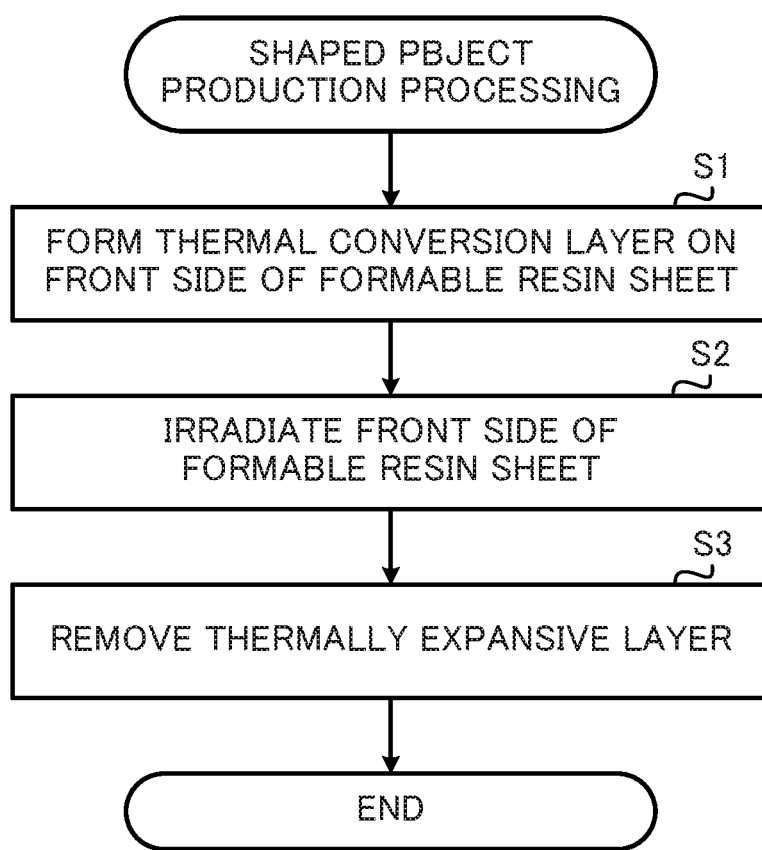 SHAPED PBJECT
PRODUCTION PROCESSING
S1
FORM THERMAL CONVERSION LAYER ON
FRONT SIDE OF FORMABLE RESIN SHEET
S2
IRRADIATE FRONT SIDE OF
FORMABLE RESIN SHEET
S3
REMOVE THERMALLY EXPANSIVE LAYER
END